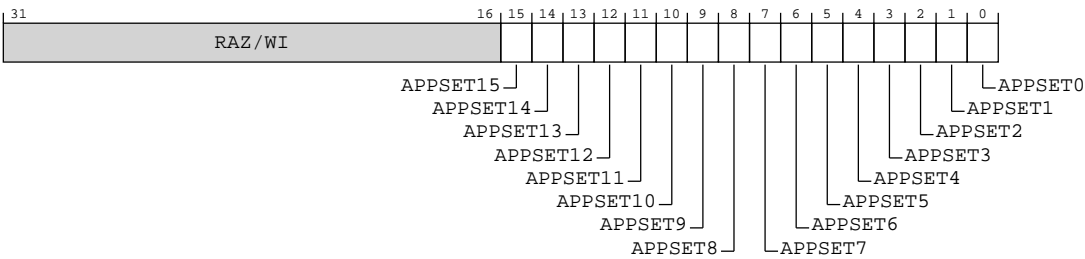 31 16 15 14 13 12 11 10 9 8 7 6 5 4 3 2 1 0
RAZ/WI
APPSET15 APPSET0
APPSET14 APPSET1
APPSET13 APPSET2
APPSET12 APPSET3
APPSET11 APPSET4
APPSET10 APPSET5
APPSET9 APPSET6
APPSET8 APPSET7